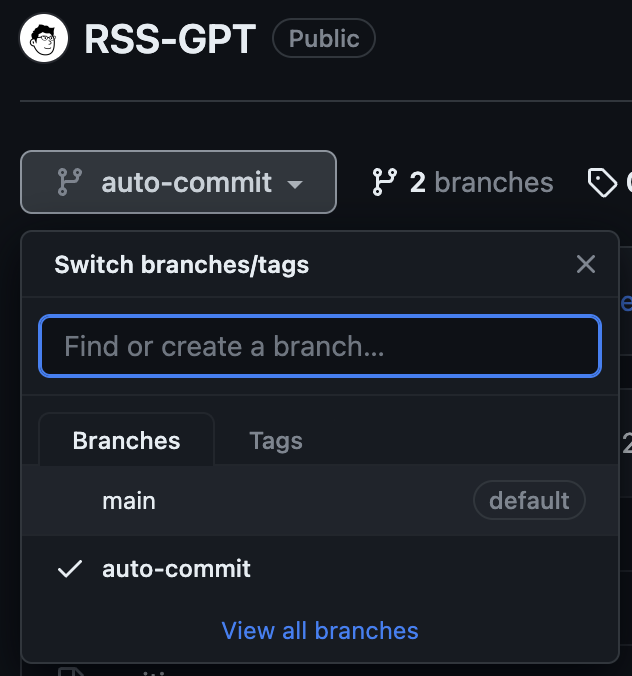 RSS-GPT Public
auto-commit 2 branches
Switch branches/tags
Find or create a branch...
Branches Tags
main default
auto-commit
View all branches